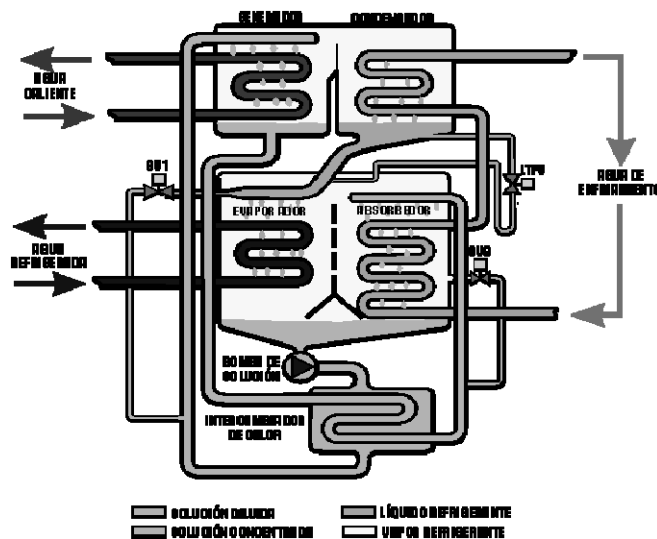 GENERADOR
CONDENSADOR
AGUA
CALIENTE
SV1
LTPV
AGUA DE
ENFRIAMIENTO
EVAPORADOR
ABSORBEDOR
AGUA
REFRIGERADA
BOMBA DE
SOLUCIÓN
INTERCAMBIADOR
DE CALOR
SOLUCIÓN DILUIDA
LÍQUIDO REFRIGERANTE
SOLUCIÓN CONCENTRADA
VAPOR REFRIGERANTE